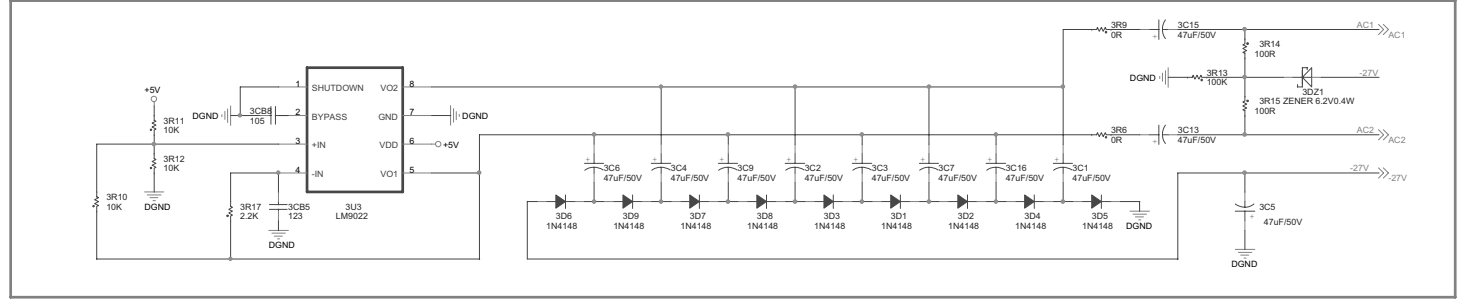 3R9
0R
3C15
47uF/50V
+
AC1
AC1
3R14
100R
DGND
3R13
100K
-27V
3DZ1
3R15 ZENER 6.2V0.4W
100R
+5V
3R11
10K
3R12
10K
DGND
3R10
10K
DGND
3CB8
105
1 SHUTDOWN VO2 8
2 BYPASS GND 7
3 +IN VDD 6
4 -IN VO1 5
DGND
+5V
3U3
LM9022
3R17
2.2K
3CB5
123
DGND
3R6
0R
3C13
47uF/50V
+
AC2
AC2
+ + + + + + + +
3C6 3C4 3C9 3C2 3C3 3C7 3C16 3C1
47uF/50V 47uF/50V 47uF/50V 47uF/50V 47uF/50V 47uF/50V 47uF/50V 47uF/50V
3D6 3D9 3D7 3D8 3D3 3D1 3D2 3D4 3D5
1N4148 1N4148 1N4148 1N4148 1N4148 1N4148 1N4148 1N4148 1N4148
DGND
-27V
-27V
3C5
47uF/50V
+
DGND